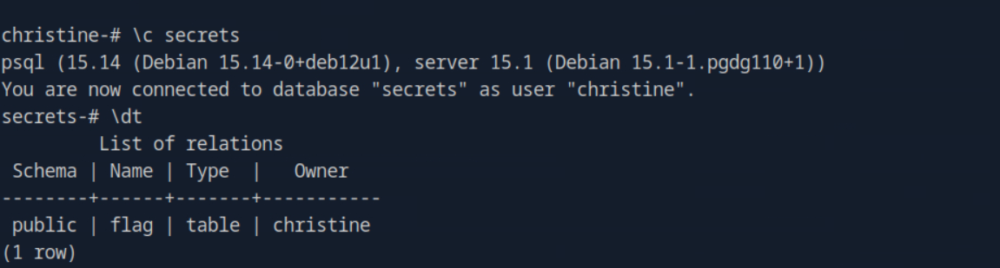 christine-# \c secrets
psql (15.14 (Debian 15.14-0+deb12u1), server 15.1 (Debian 15.1-1.pgdg110+1))
You are now connected to database "secrets" as user "christine".
secrets-# \dt
         List of relations
 Schema | Name | Type  |   Owner
--------+------+-------+-----------
 public | flag | table | christine
(1 row)